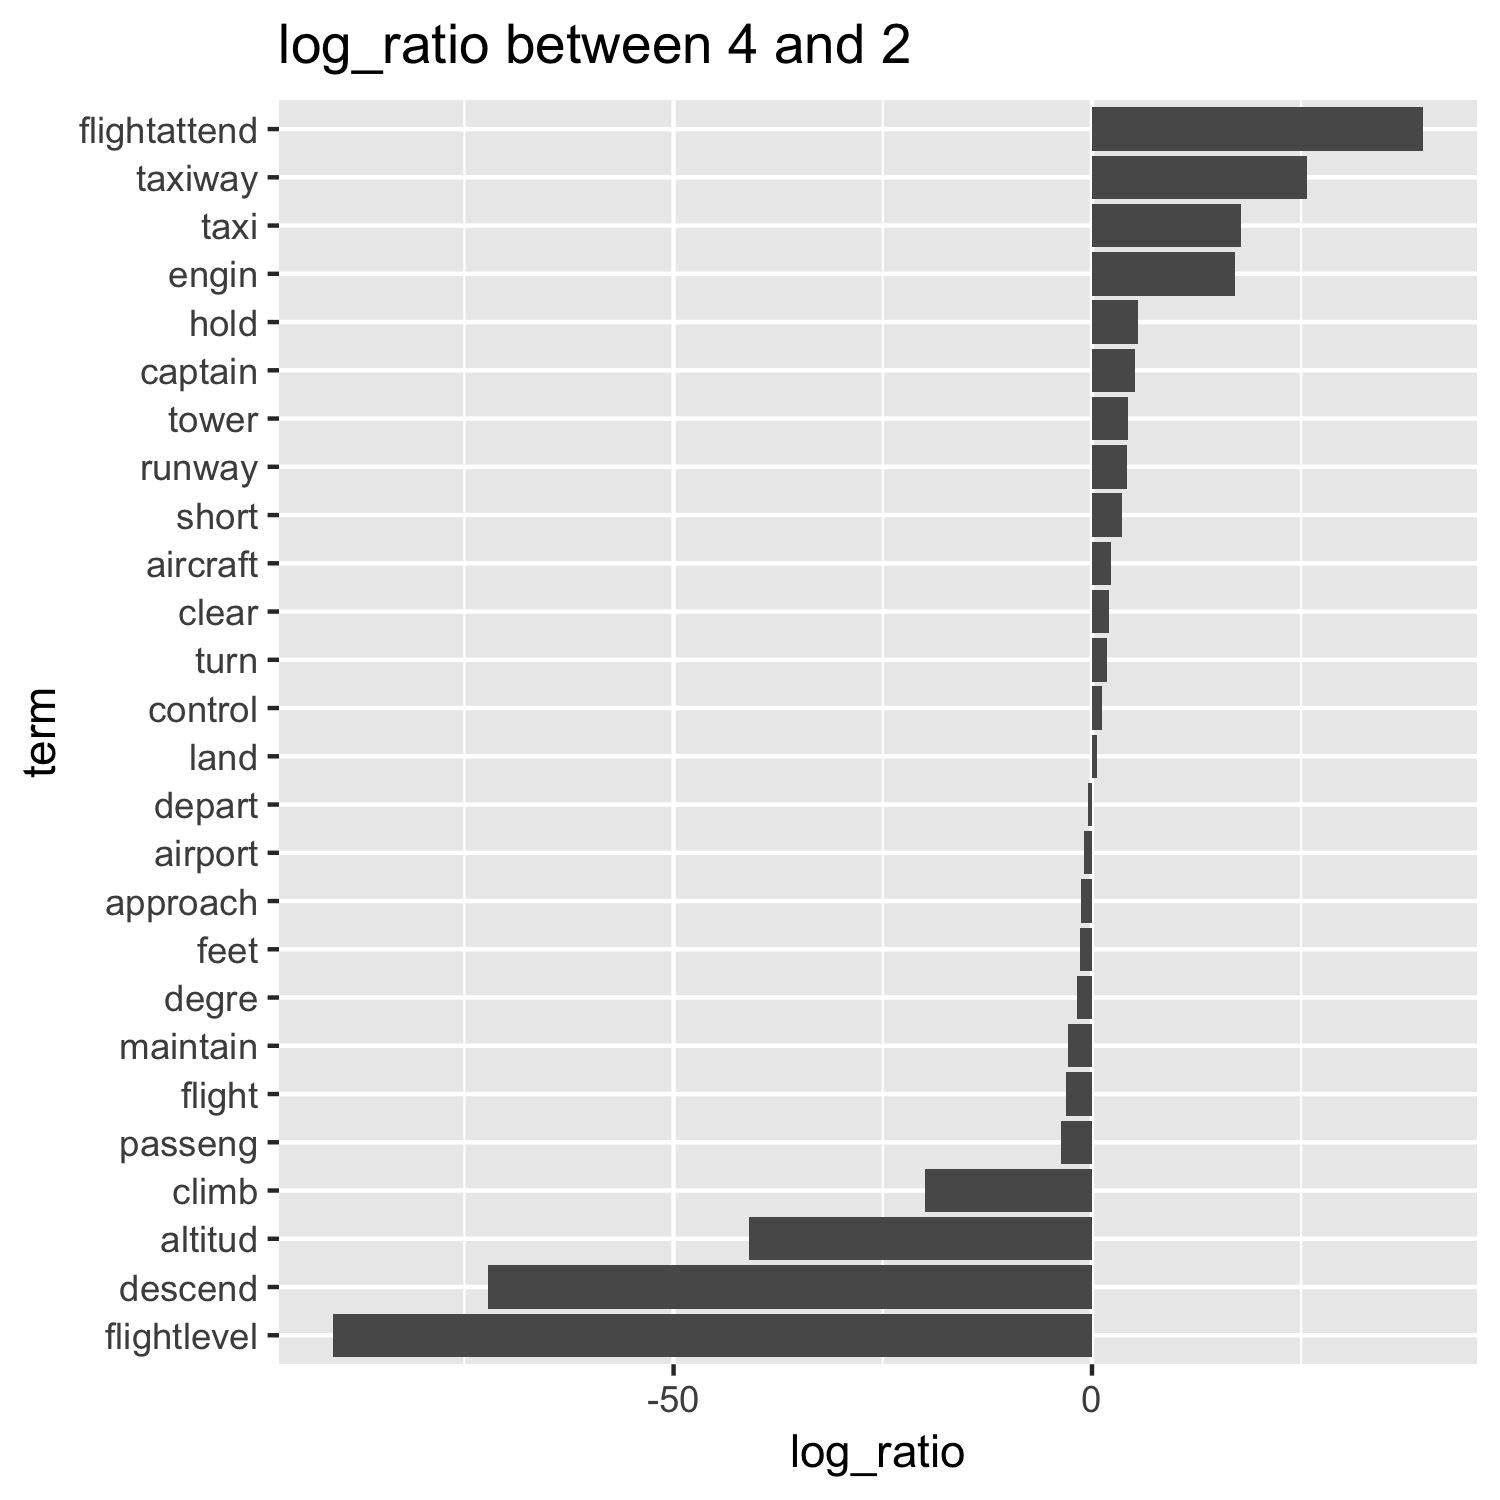 log_ratio between 4 and 2
flightattend
taxiway
taxi
engin
hold
captain
tower
runway
short
aircraft
clear
turn
control
land
depart
airport
approach
feet
degre
maintain
flight
passeng
climb
altitud
descend
flightlevel
term
-50 0
log_ratio